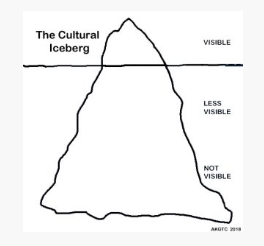 The Cultural
Iceberg
VISIBLE
LESS
VISIBLE
NOT
VISIBLE
AKGTC 2018